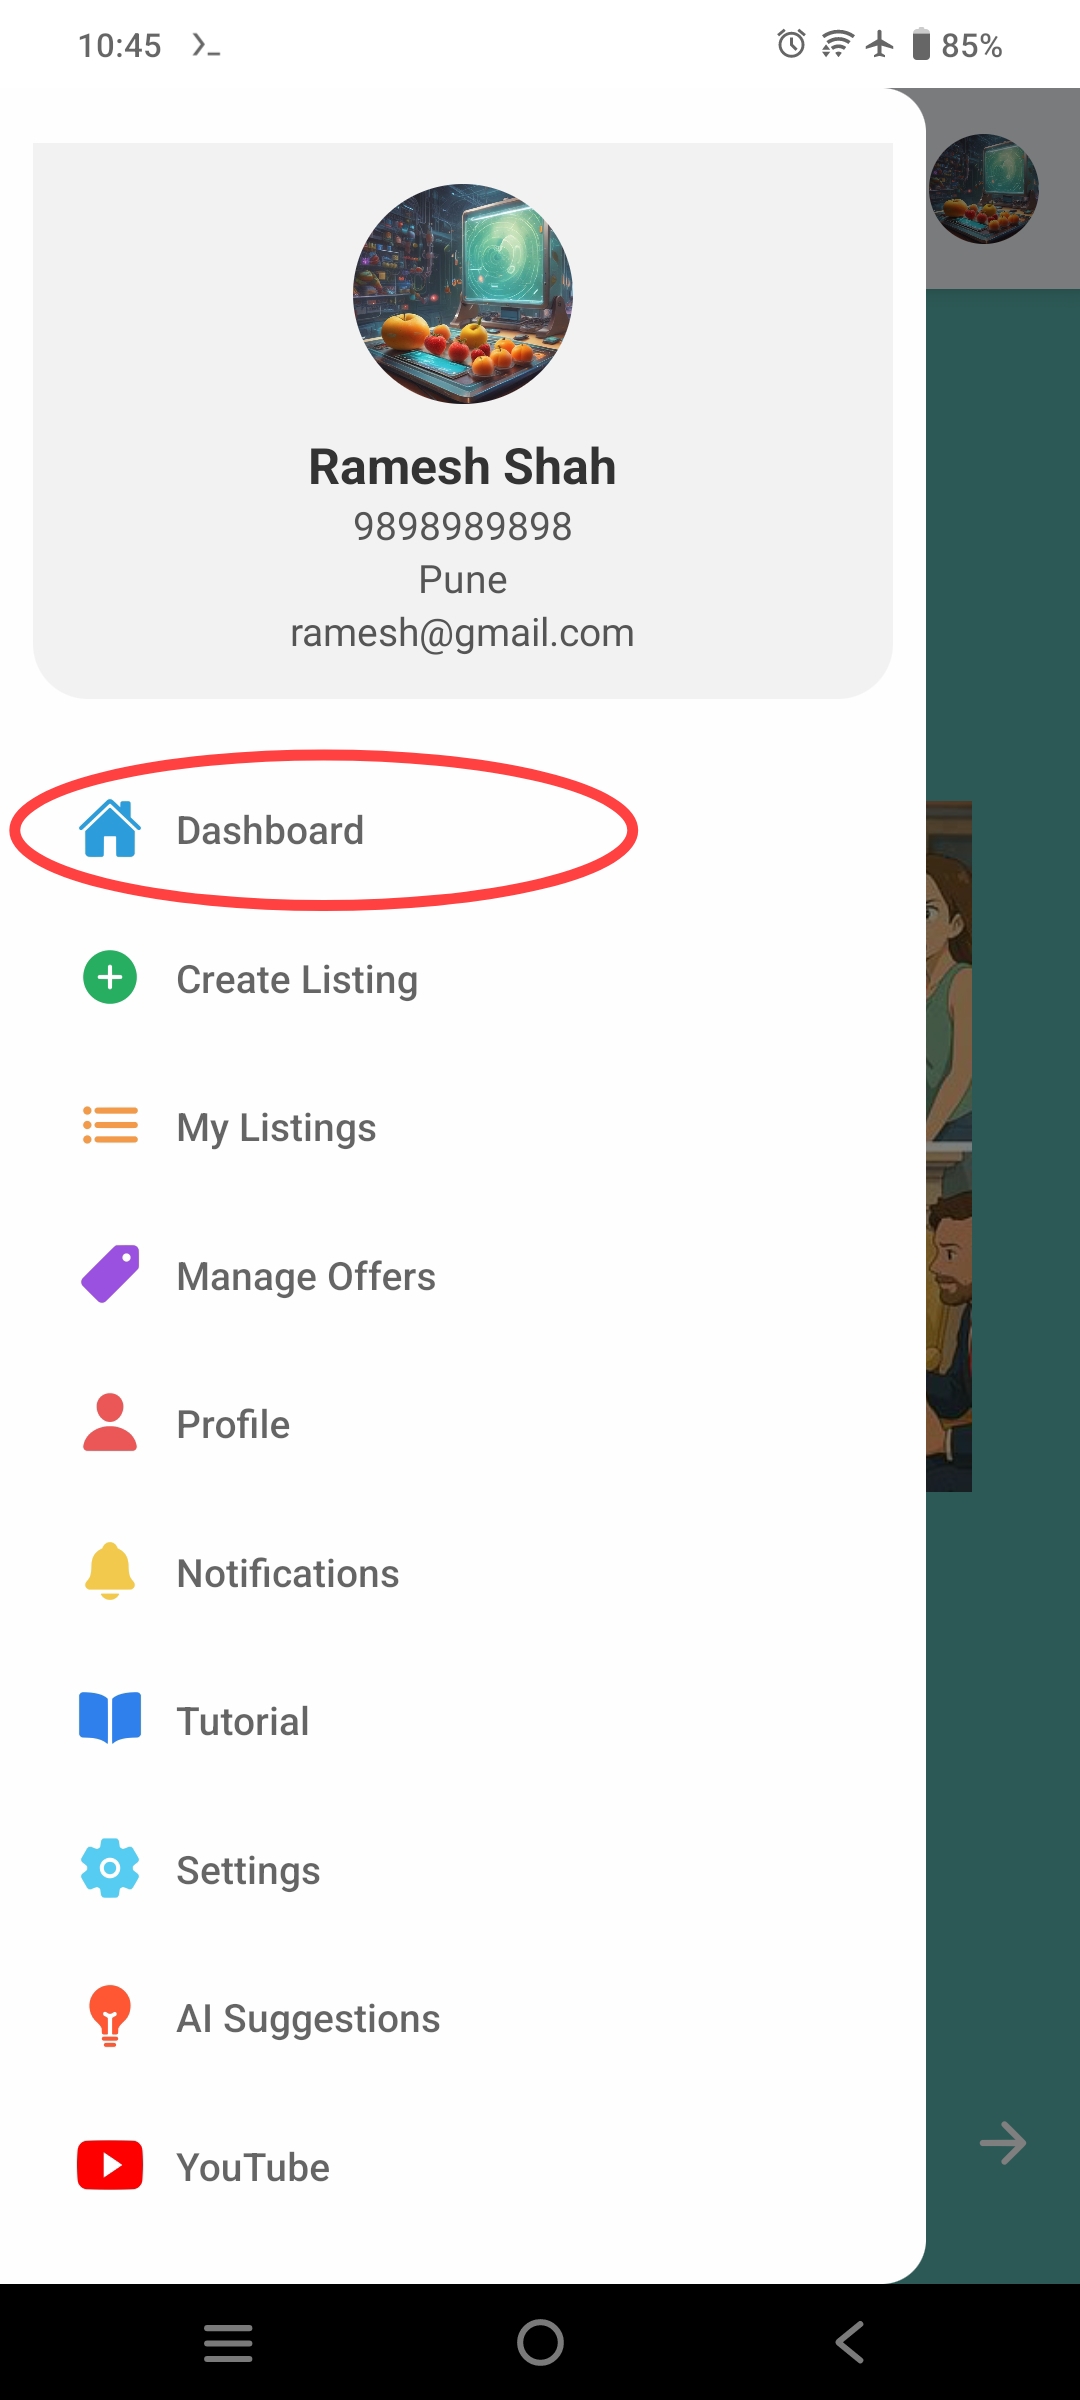 10:45
85%
Ramesh Shah
9898989898
Pune
ramesh@gmail.com
Dashboard
Create Listing
My Listings
Manage Offers
Profile
Notifications
Tutorial
Settings
AI Suggestions
YouTube